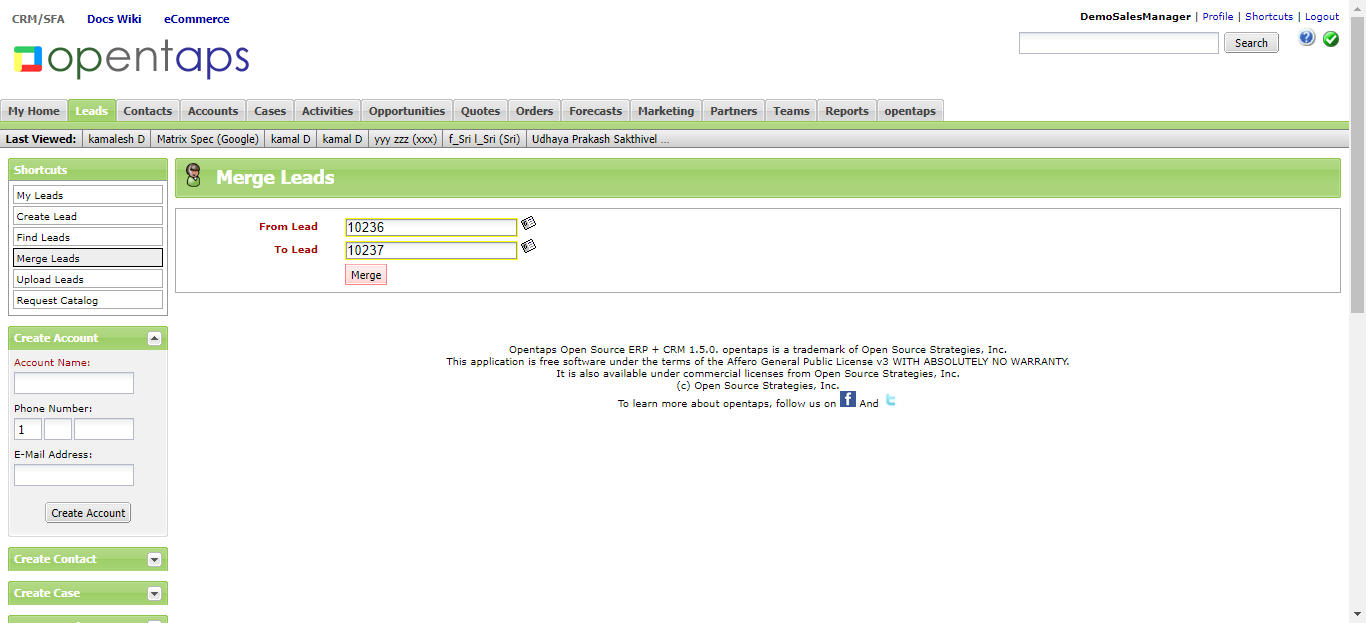 CRM/SFA Docs Wiki eCommerce
DemoSalesManager | Profile | Shortcuts | Logout
opentaps
Search
My Home Leads Contacts Accounts Cases Activities Opportunities Quotes Orders Forecasts Marketing Partners Teams Reports opentaps
Last Viewed: kamalesh D Matrix Spec (Google) kamal D kamal D yyy zzz (xxx) f_Sri l_Sri (Sri) Udhaya Prakash Sakthivel ...
Shortcuts
My Leads
Create Lead
Find Leads
Merge Leads
Upload Leads
Request Catalog
Create Account
Account Name:
Phone Number:
1
E-Mail Address:
Create Account
Create Contact
Create Case
Merge Leads
From Lead 10236
To Lead 10237
Merge
Opentaps Open Source ERP + CRM 1.5.0. opentaps is a trademark of Open Source Strategies, Inc.
This application is free software under the terms of the Affero General Public License v3 WITH ABSOLUTELY NO WARRANTY.
It is also available under commercial licenses from Open Source Strategies, Inc.
(c) Open Source Strategies, Inc.
To learn more about opentaps, follow us on f And t